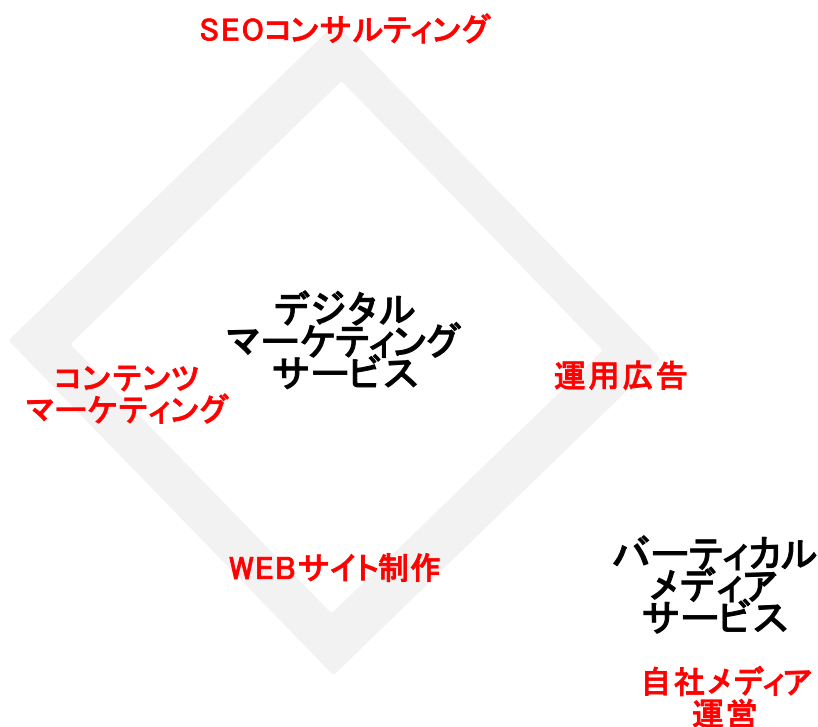 SEOコンサルティング
デジタル
マーケティング
サービス
コンテンツ
マーケティング
運用広告
WEBサイト制作
バーティカル
メディア
サービス
自社メディア
運営